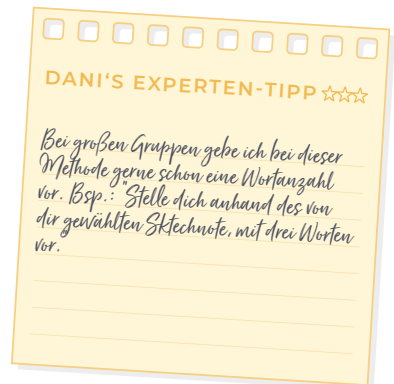 DANI'S EXPERTEN-TIPP
Bei großen Gruppen gebe ich bei dieser
Methode gerne schon eine Wortanzahl
vor. Bsp.: "Stelle dich anhand des von
dir gewählten Sktechnote, mit drei Worten
vor.